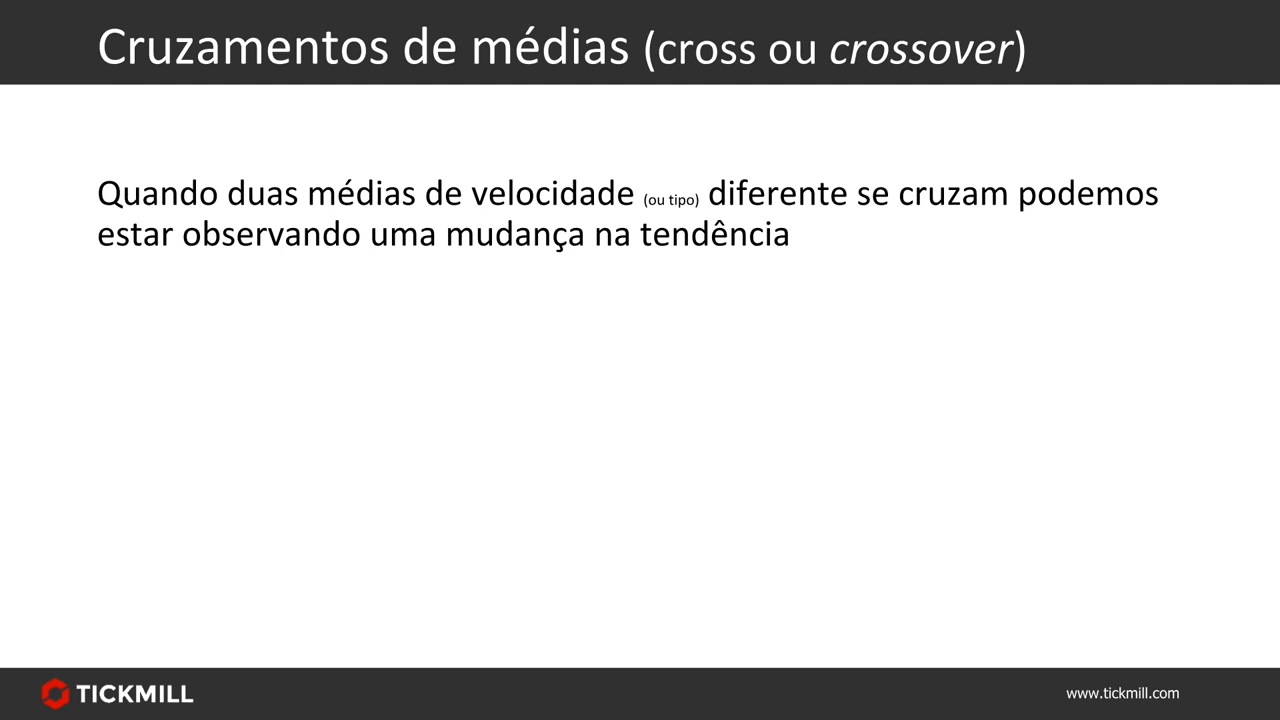 Cruzamentos de médias (cross ou crossover)
Quando duas médias de velocidade (ou tipo) diferente se cruzam podemos
estar observando uma mudança na tendência
TICKMILL
www.tickmill.com